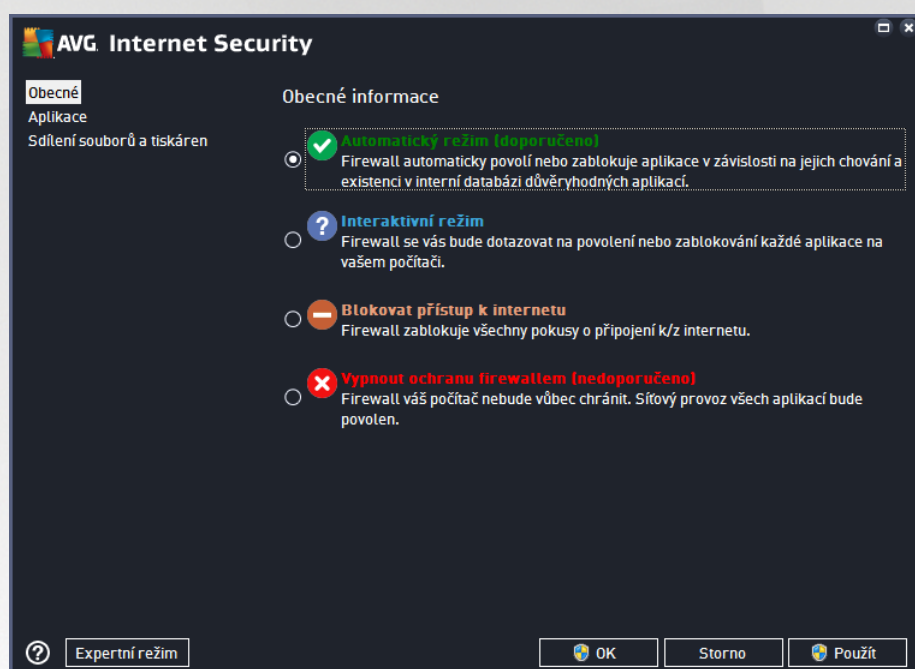 AVG. Internet Security
Obecné
Aplikace
Sdílení souborů a tiskáren
Obecné informace
Automatický režim (doporučeno)
Firewall automaticky povolí nebo zablokuje aplikace v závislosti na jejich chování a
existenci v interní databázi důvěryhodných aplikací.
Interaktivní režim
Firewall se vás bude dotazovat na povolení nebo zablokování každé aplikace na
vašem počítači.
Blokovat přístup k internetu
Firewall zablokuje všechny pokusy o připojení k/z internetu.
Vypnout ochranu firewallem (nedoporučeno)
Firewall váš počítač nebude vůbec chránit. Síťový provoz všech aplikací bude
povolen.
Expertní režim
OK
Storno
Použít